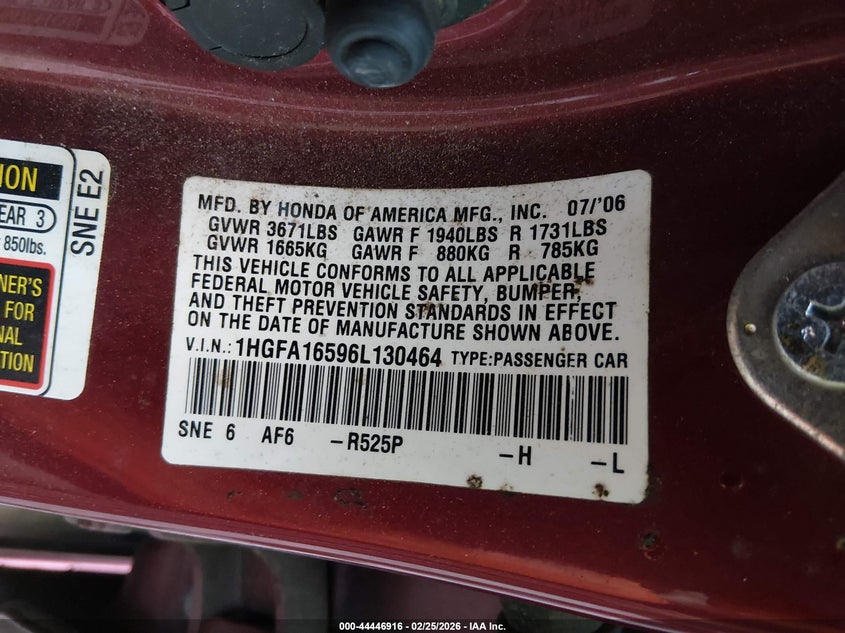 ION
EAR 3
850lbs.
NER'S
FOR
NAL
TION
SNE E2
MFD. BY HONDA OF AMERICA MFG., INC. 07/'06
GVWR 3671LBS GAWR F 1940LBS R 1731LBS
GVWR 1665KG GAWR F 880KG R 785KG
THIS VEHICLE CONFORMS TO ALL APPLICABLE
FEDERAL MOTOR VEHICLE SAFETY, BUMPER,
AND THEFT PREVENTION STANDARDS IN EFFECT
ON THE DATE OF MANUFACTURE SHOWN ABOVE.
V.I.N.: 1HGFA16596L130464 TYPE:PASSENGER CAR
SNE 6 AF6 –R525P –H –L
000-44446916 - 02/25/2026 - IAA Inc.